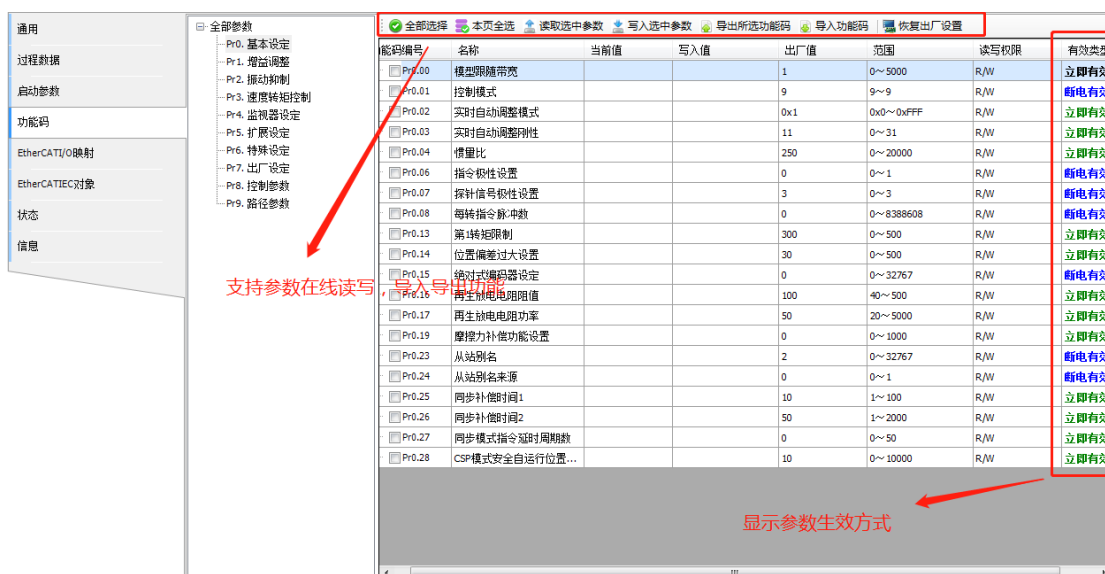 通用
过程数据
启动参数
功能码
EtherCATI/O映射
EtherCATIEC对象
状态
信息
全部参数
Pr0. 基本设定
Pr1. 增益调整
Pr2. 振动抑制
Pr3. 速度转矩控制
Pr4. 监视器设定
Pr5. 扩展设定
Pr6. 特殊设定
Pr7. 出厂设定
Pr8. 控制参数
Pr9. 路径参数
全部选择 本页全选 读取选中参数 写入选中参数 导出所选功能码 导入功能码 恢复出厂设置
能码编号 名称 当前值 写入值 出厂值 范围 读写权限 有效类型
Pr0.00 模型跟随带宽 1 0～5000 R/W 立即有效
Pr0.01 控制模式 9 9～9 R/W 断电有效
Pr0.02 实时自动调整模式 0x1 0x0～0xFFF R/W 立即有效
Pr0.03 实时自动调整刚性 11 0～31 R/W 立即有效
Pr0.04 惯量比 250 0～20000 R/W 立即有效
Pr0.06 指令极性设置 0 0～1 R/W 断电有效
Pr0.07 探针信号极性设置 3 0～3 R/W 断电有效
Pr0.08 每转指令脉冲数 0 0～8388608 R/W 断电有效
Pr0.13 第1转矩限制 300 0～500 R/W 立即有效
Pr0.14 位置偏差过大设置 30 0～500 R/W 立即有效
Pr0.15 绝对式编码器设定 0 0～32767 R/W 断电有效
Pr0.16 再生放电电阻阻值 100 40～500 R/W 立即有效
Pr0.17 再生放电电阻功率 50 20～5000 R/W 立即有效
Pr0.19 摩擦力补偿功能设置 0 0～1000 R/W 立即有效
Pr0.23 从站别名 2 0～32767 R/W 断电有效
Pr0.24 从站别名来源 0 0～1 R/W 断电有效
Pr0.25 同步补偿时间1 10 1～100 R/W 立即有效
Pr0.26 同步补偿时间2 50 1～2000 R/W 立即有效
Pr0.27 同步模式指令延时周期数 0 0～50 R/W 立即有效
Pr0.28 CSP模式安全自运行位置... 10 0～10000 R/W 立即有效
支持参数在线读写，导入导出功能
显示参数生效方式